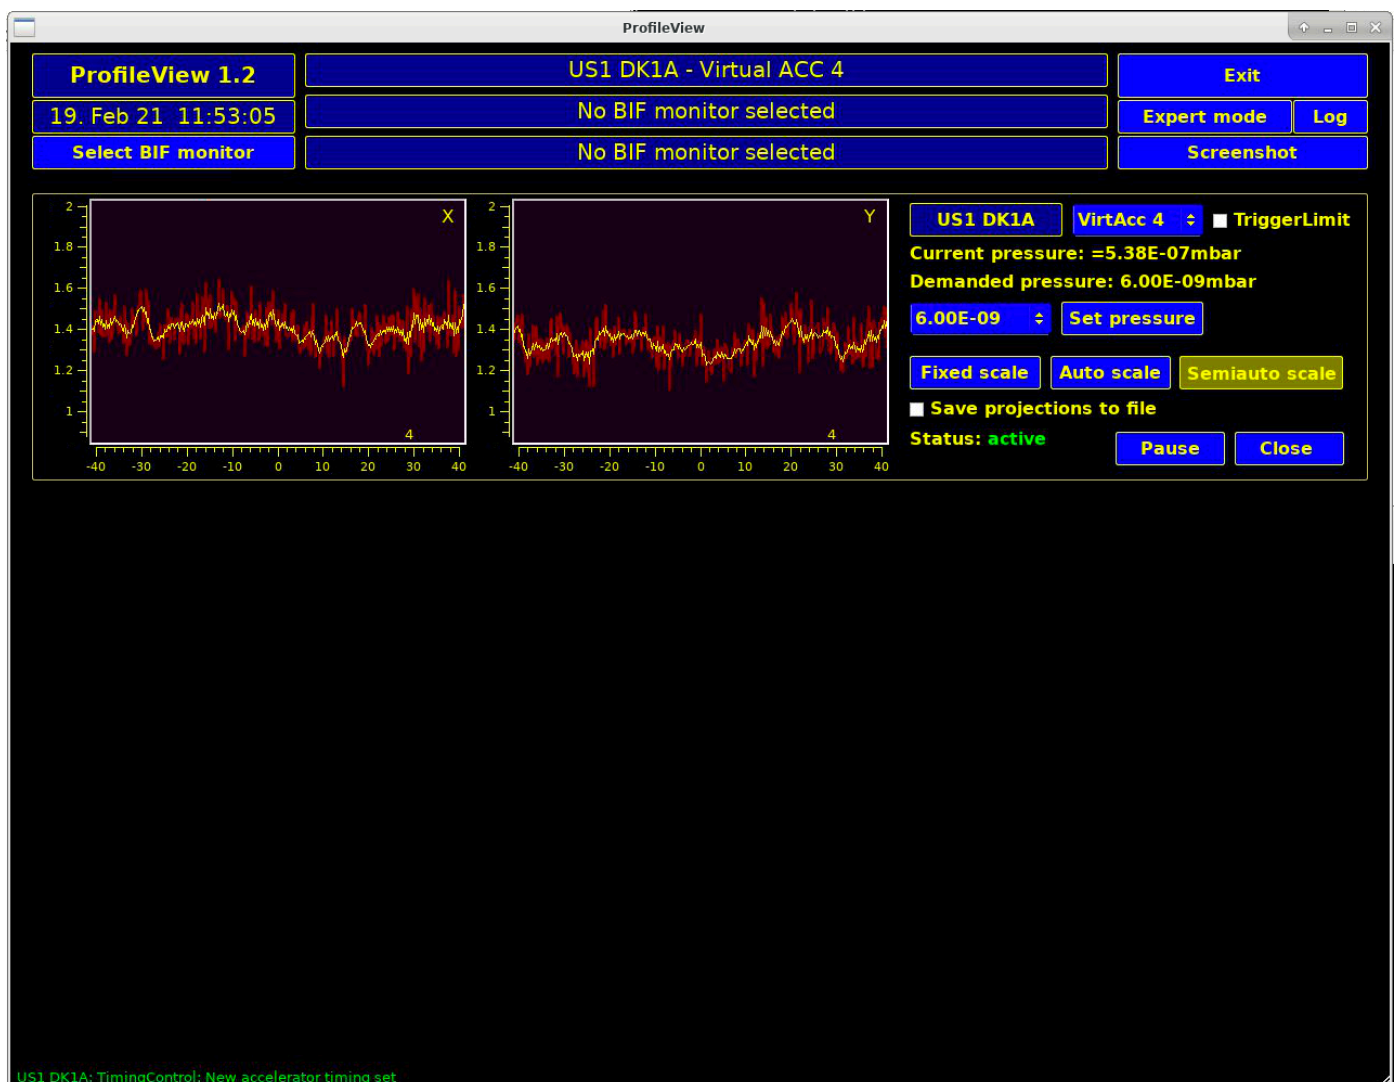 ProfileView
ProfileView 1.2
US1 DK1A - Virtual ACC 4
Exit
19. Feb 21 11:53:05
No BIF monitor selected
Expert mode
Log
Select BIF monitor
No BIF monitor selected
Screenshot
2
1.8
1.6
1.4
1.2
1
X
4
-40 -30 -20 -10 0 10 20 30 40
2
1.8
1.6
1.4
1.2
1
Y
4
-40 -30 -20 -10 0 10 20 30 40
US1 DK1A
VirtAcc 4
TriggerLimit
Current pressure: =5.38E-07mbar
Demanded pressure: 6.00E-09mbar
6.00E-09
Set pressure
Fixed scale
Auto scale
Semiauto scale
Save projections to file
Status: active
Pause
Close
US1 DK1A: TimingControl: New accelerator timing set